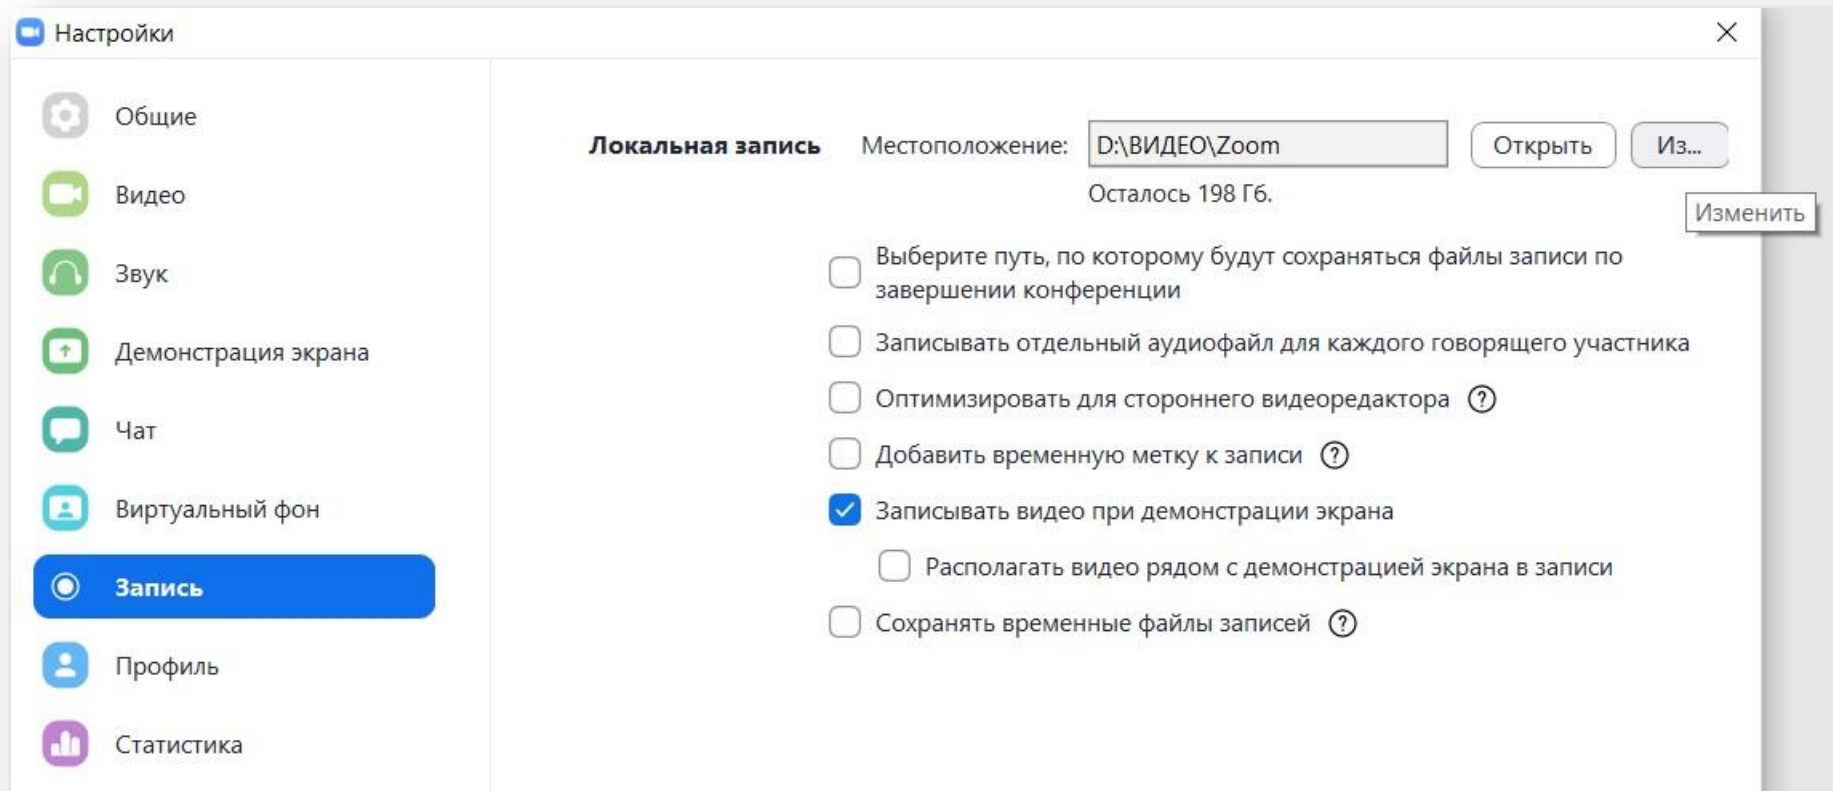 Настройки
Общие
Видео
Звук
Демонстрация экрана
Чат
Виртуальный фон
Запись
Профиль
Статистика
Локальная запись Местоположение: D:\ВИДЕО\Zoom Открыть Из...
Осталось 198 Гб.
Изменить
Выберите путь, по которому будут сохраняться файлы записи по
завершении конференции
Записывать отдельный аудиофайл для каждого говорящего участника
Оптимизировать для стороннего видеоредактора ?
Добавить временную метку к записи ?
Записывать видео при демонстрации экрана
Располагать видео рядом с демонстрацией экрана в записи
Сохранять временные файлы записей ?